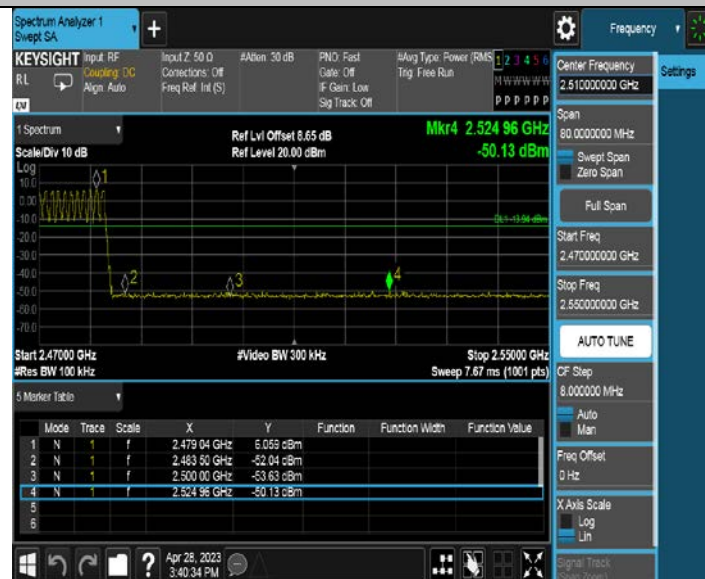 Spectrum Analyzer 1
Swept SA
+
Frequency
KEYSIGHT Input: RF Input Z: 50 Ω #Atten: 30 dB PNO: Fast #Avg Type: Power (RMS 1 2 3 4 5 6
RL Coupling: DC Corrections: Off Gate: Off Trig: Free Run
Align: Auto Freq Ref: Int (S) IF Gain: Low M W W W W W
Sig Track: Off P P P P P P
Center Frequency
2.510000000 GHz
Settings
Span
80.0000000 MHz
Swept Span
Zero Span
Full Span
Start Freq
2.470000000 GHz
Stop Freq
2.550000000 GHz
AUTO TUNE
CF Step
8.000000 MHz
Auto
Man
Freq Offset
0 Hz
X Axis Scale
Log
Lin
Signal Track
1 Spectrum
Ref Lvl Offset 8.65 dB
Mkr4 2.524 96 GHz
Scale/Div 10 dB
Ref Level 20.00 dBm
-50.13 dBm
Log
10.0
0.00
-10.0
-20.0
-30.0
-40.0
-50.0
-60.0
-70.0
1
2
3
4
DL1 -13.94 dBm
Start 2.47000 GHz #Video BW 300 kHz Stop 2.55000 GHz
#Res BW 100 kHz Sweep 7.67 ms (1001 pts)
5 Marker Table
Mode Trace Scale X Y Function Function Width Function Value
1 N 1 f 2.479 04 GHz 6.059 dBm
2 N 1 f 2.483 50 GHz -52.04 dBm
3 N 1 f 2.500 00 GHz -53.63 dBm
4 N 1 f 2.524 96 GHz -50.13 dBm
5
6
?
Apr 28, 2023
3:40:34 PM